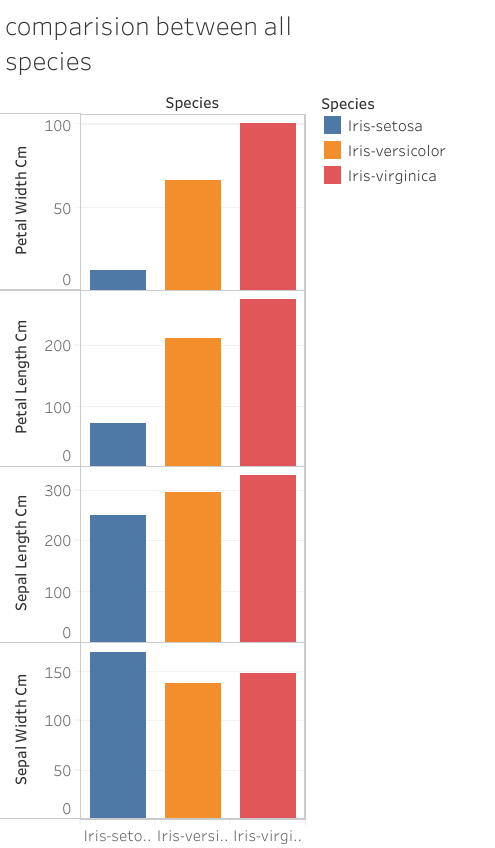 comparision between all
species
Species
Species
Iris-setosa
Iris-versicolor
Iris-virginica
Petal Width Cm
100
50
0
Petal Length Cm
200
100
0
Sepal Length Cm
300
200
100
0
Sepal Width Cm
150
100
50
0
Iris-seto.. Iris-versi.. Iris-virgi..